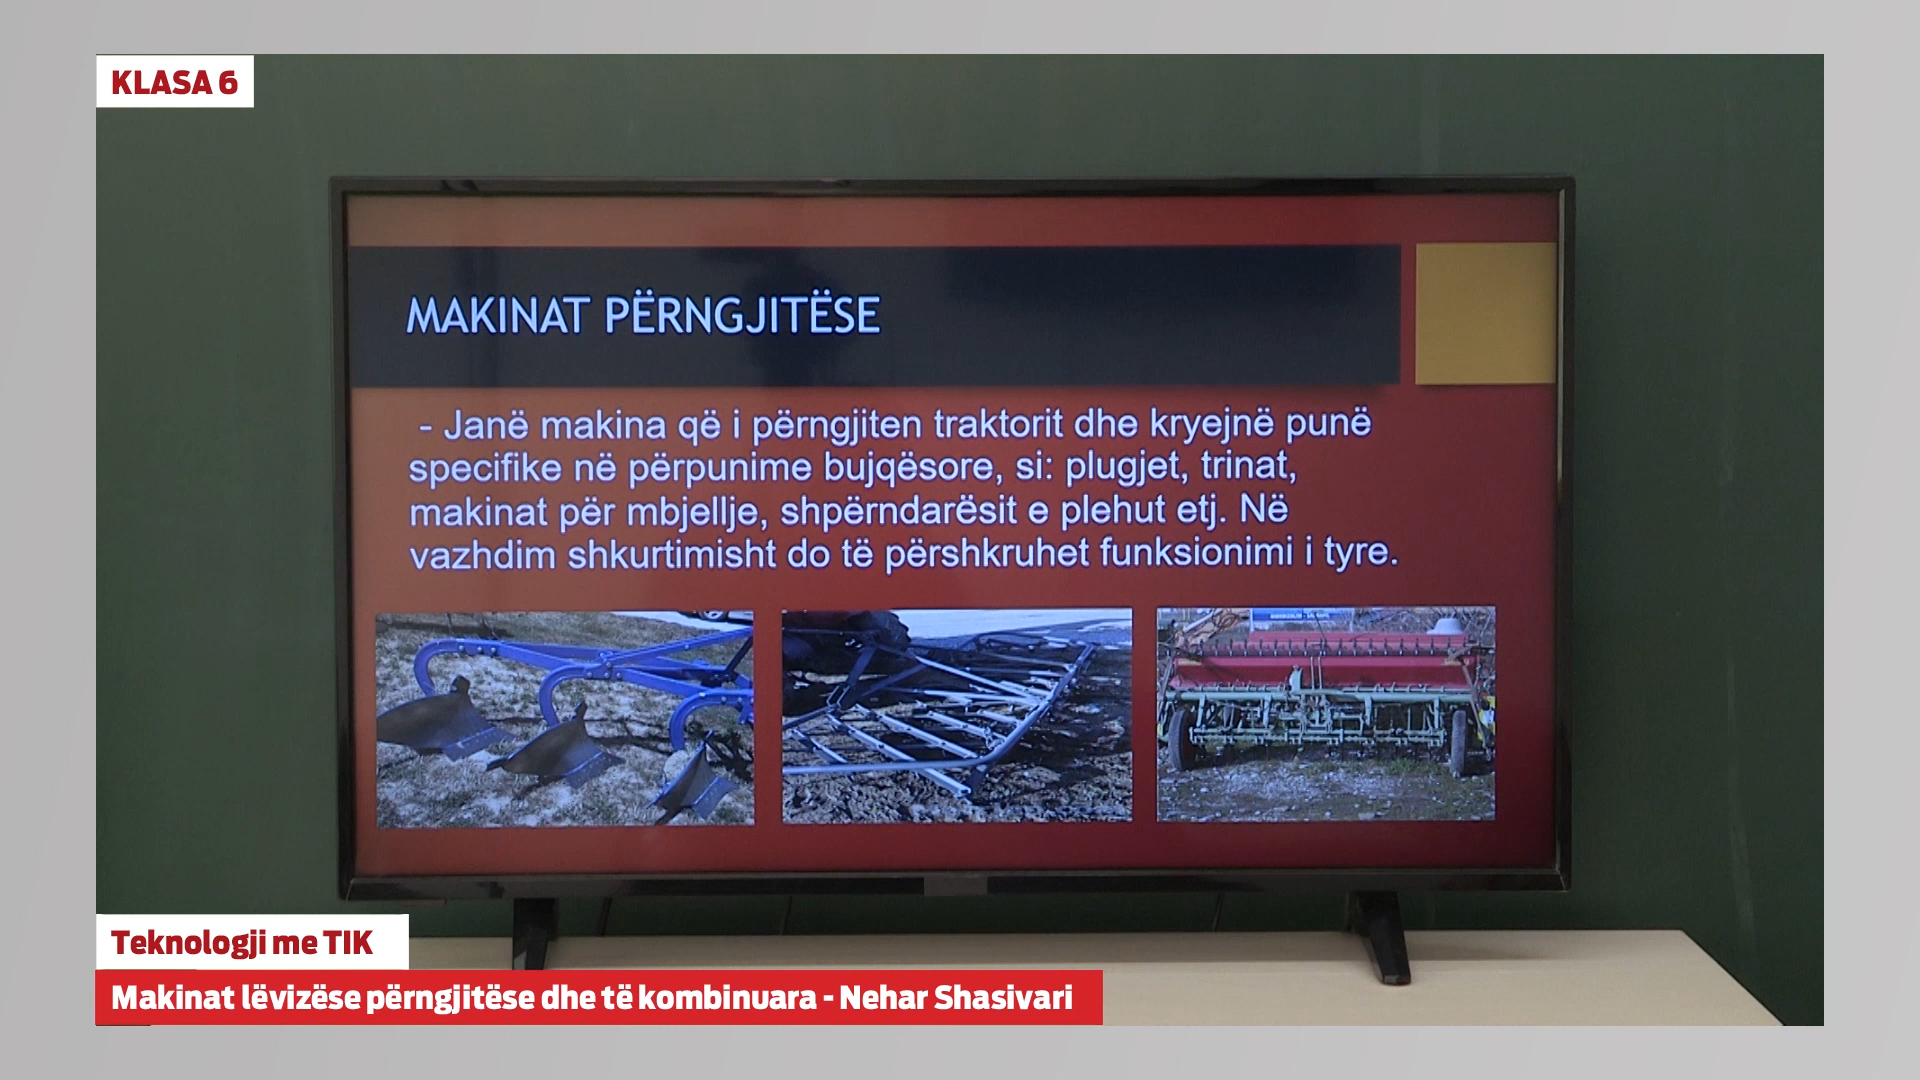 KLASA 6
MAKINAT PËRNGJITËSE
- Janë makina që i përngjiten traktorit dhe kryejnë punë
specifike në përpunime bujqësore, si: plugjet, trinat,
makinat për mbjellje, shpërndarësit e plehut etj. Në
vazhdim shkurtimisht do të përshkruhet funksionimi i tyre.
Teknologji me TIK
Makinat lëvizëse përngjitëse dhe të kombinuara - Nehar Shasivari